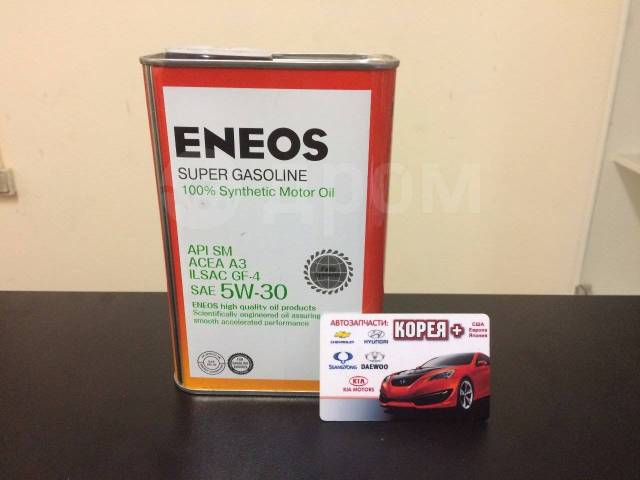 ENEOS
SUPER GASOLINE
100% Synthetic Motor Oil
дром
API SM
ACEA A3
ILSAC GF-4
SAE 5W-30
ENEOS high quality oil products
Scientifically engineered oil assuring
smooth accelerated performance
АВТОЗАПЧАСТИ:
КОРЕЯ +
США
Европа
Япония
CHEVROLET
HYUNDAI
SSANGYONG
DAEWOO
KIA
KIA MOTORS